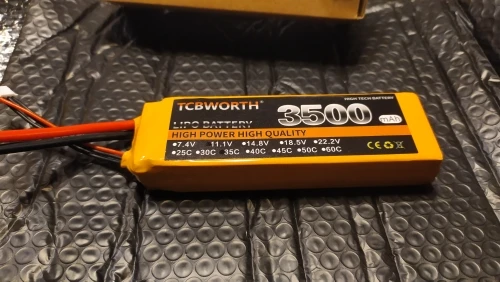 HIGH TECH BATTERY
TCBWORTH®
3500 mAh
LIPO BATTERY
HIGH POWER HIGH QUALITY
•7.4V •11.1V •14.8V •18.5V •22.2V
•25C •30C •35C •40C •45C •50C •60C
CE